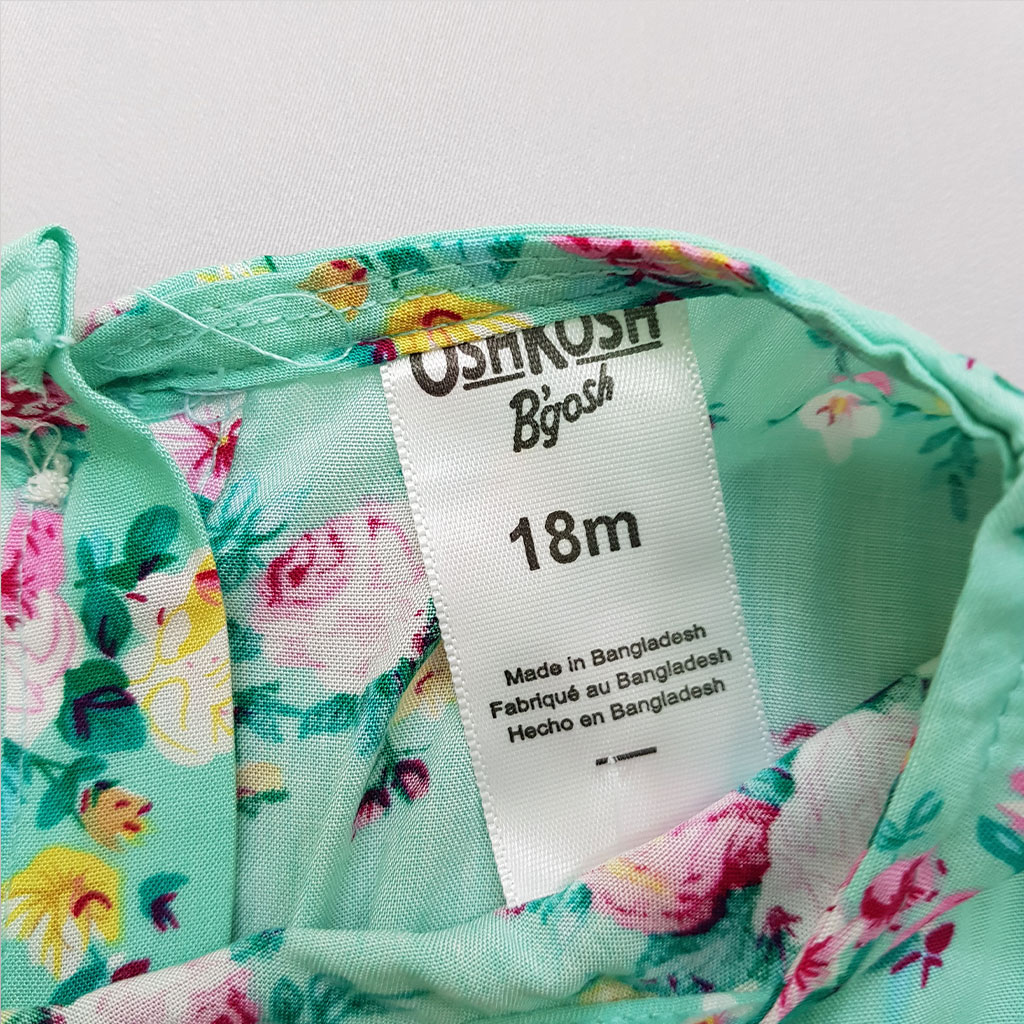 OSHKOSH
B'gosh
18m
Made in Bangladesh
Fabriqué au Bangladesh
Hecho en Bangladesh